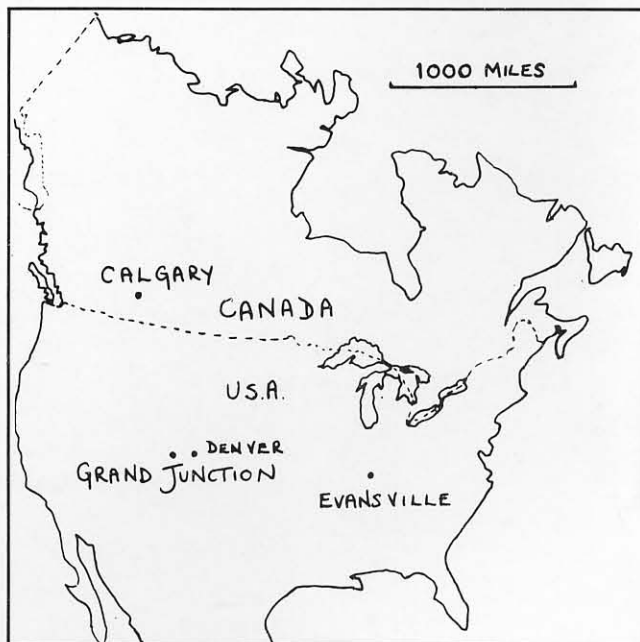 1000 MILES
CALGARY
CANADA
U.S.A.
DENVER
GRAND JUNCTION
EVANSVILLE